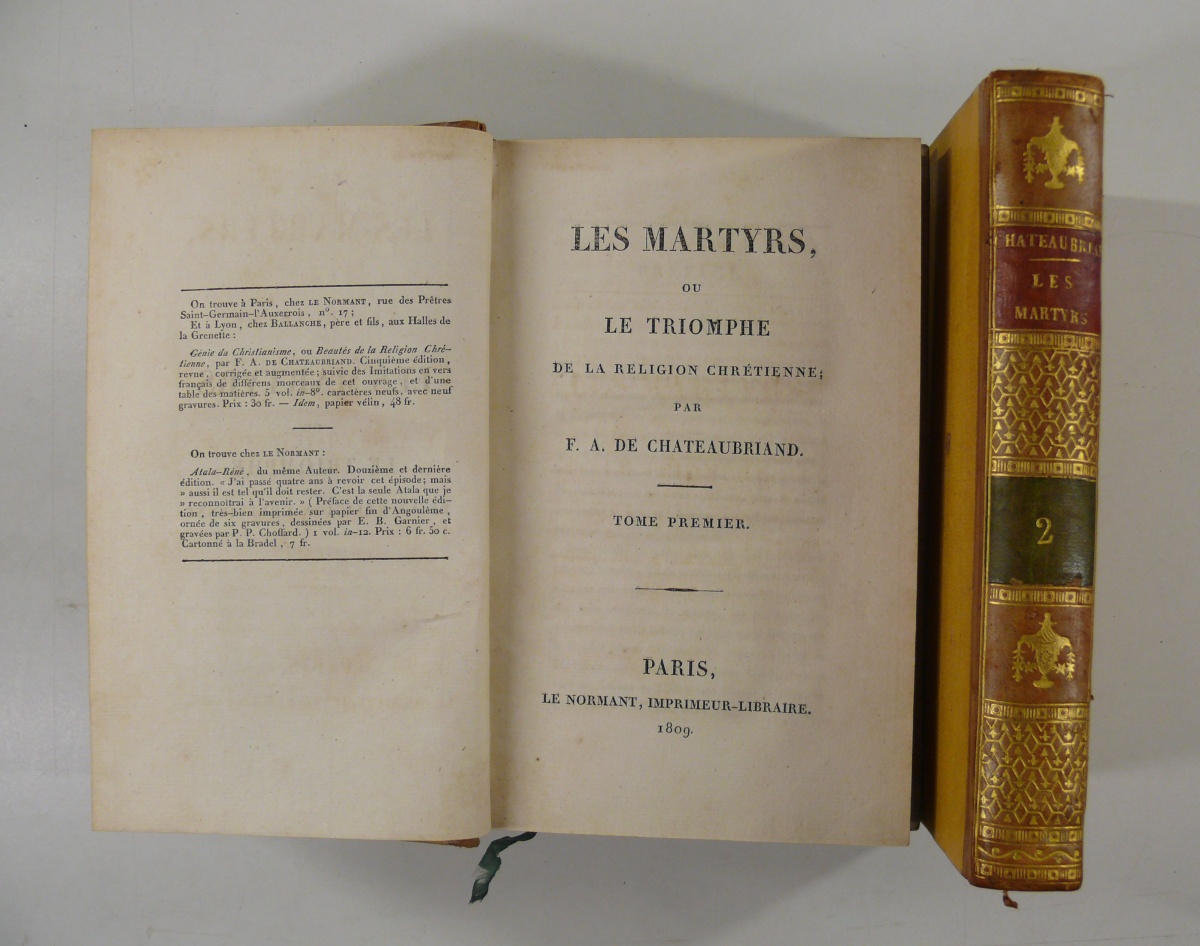 On trouve à Paris, chez LE NORMANT, rue des Prêtres
Saint-Germain-l'Auxerrois, n°. 17;
Et à Lyon, chez BALLANCHE, père et fils, aux Halles de
la Grenette:
Génie du Christianisme, ou Beautés de la Religion Chré-
tienne, par F. A. DE CHATEAUBRIAND. Cinquième édition,
revue, corrigée et augmentée; suivie des Imitations en vers
français de différens morceaux de cet ouvrage, et d'une
table des matières. 5 vol. in-8°. caractères neufs, avec neuf
gravures. Prix: 30 fr. — Idem, papier vélin, 48 fr.
On trouve chez LE NORMANT:
Atala-Réné, du même Auteur. Douzième et dernière
édition. « J'ai passé quatre ans à revoir cet épisode; mais
» aussi il est tel qu'il doit rester. C'est la seule Atala que je
» reconnoîtrai à l'avenir. » (Préface de cette nouvelle édi-
tion, très-bien imprimée sur papier fin d'Angoulême,
ornée de six gravures, dessinées par E. B. Garnier, et
gravées par P. P. Choffard.) 1 vol. in-12. Prix: 6 fr. 50 c.
Cartonné à la Bradel, 7 fr.
LES MARTYRS,
OU
LE TRIOMPHE
DE LA RELIGION CHRÉTIENNE;
PAR
F. A. DE CHATEAUBRIAND.
TOME PREMIER.
PARIS,
LE NORMANT, IMPRIMEUR-LIBRAIRE.
1809.
CHATEAUBRIA
LES
MARTYRS
2